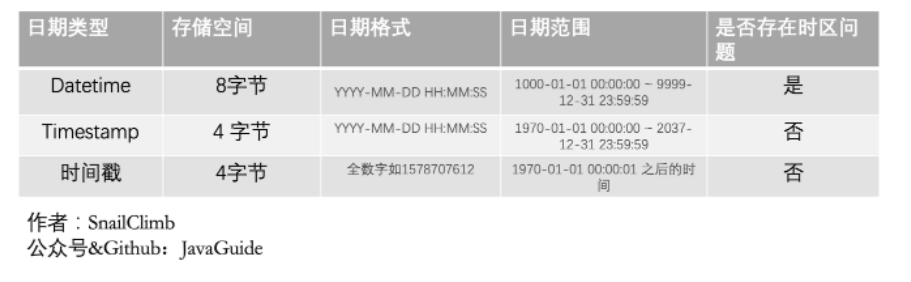 日期类型 存储空间 日期格式 日期范围 是否存在时区问
题
Datetime 8字节 YYYY-MM-DD HH:MM:SS 1000-01-01 00:00:00 ~ 9999-
12-31 23:59:59 是
Timestamp 4 字节 YYYY-MM-DD HH:MM:SS 1970-01-01 00:00:00 ~ 2037-
12-31 23:59:59 否
时间戳 4字节 全数字如1578707612 1970-01-01 00:00:01 之后的时
间 否
作者：SnailClimb
公众号&Github：JavaGuide